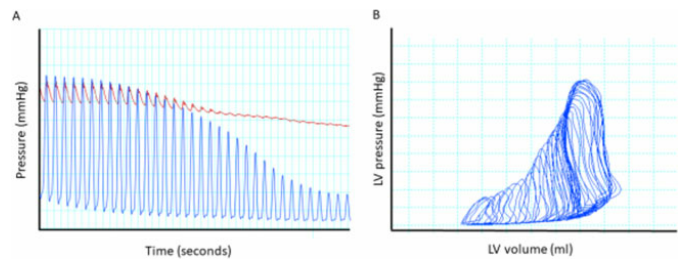 A
Pressure (mmHg)
Time (seconds)
B
LV pressure (mmHg)
LV volume (ml)